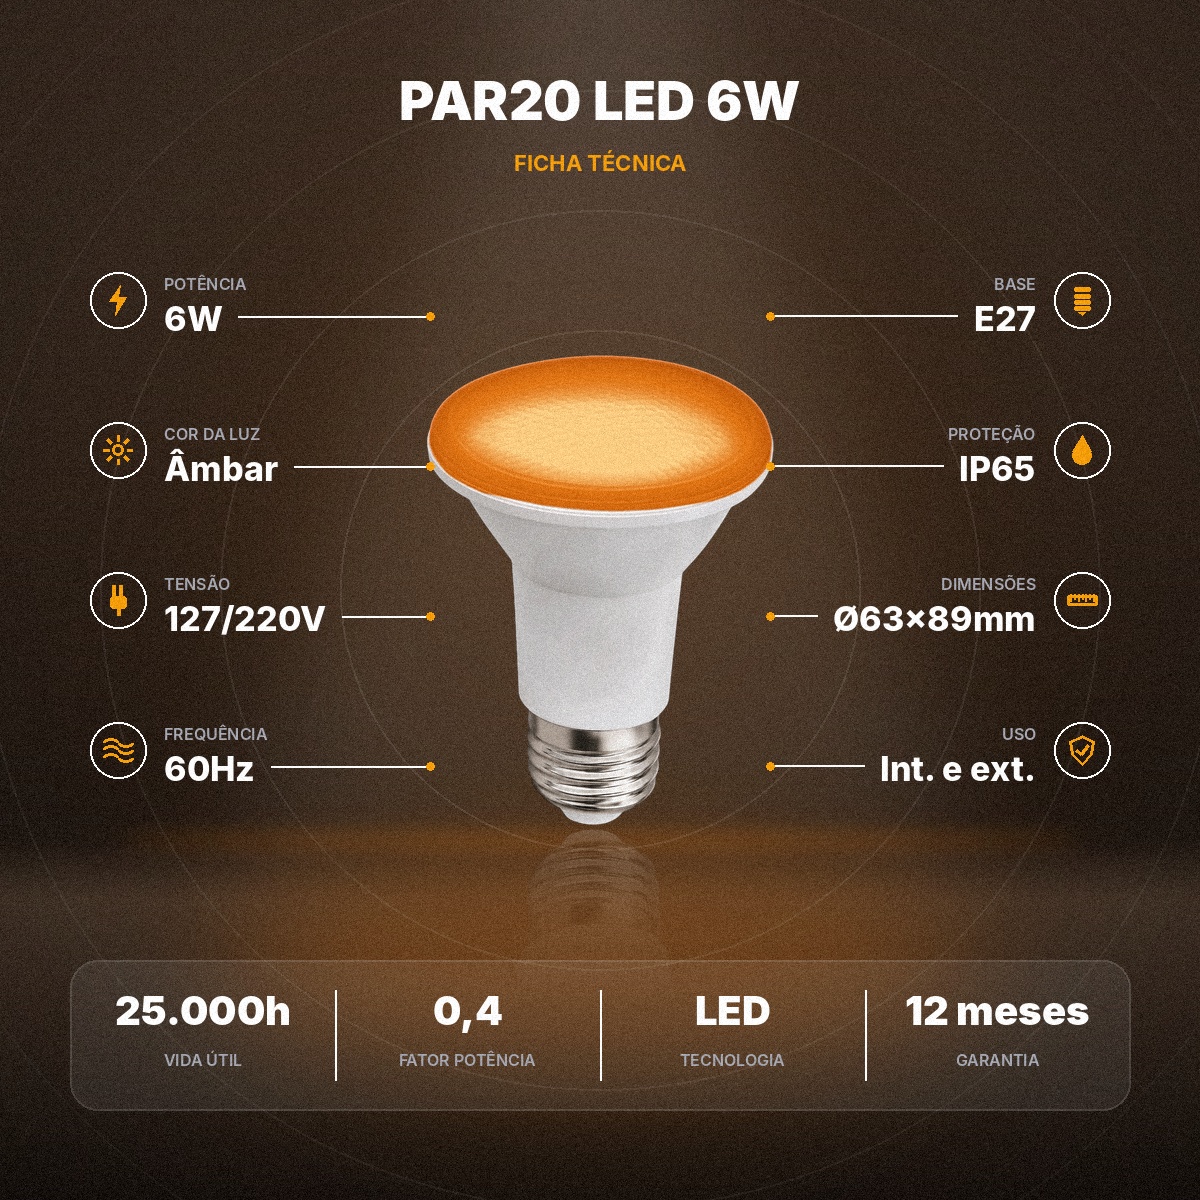 PAR20 LED 6W
FICHA TÉCNICA
POTÊNCIA
6W
BASE
E27
COR DA LUZ
Âmbar
PROTEÇÃO
IP65
TENSÃO
127/220V
DIMENSÕES
Ø63×89mm
FREQUÊNCIA
60Hz
USO
Int. e ext.
25.000h
VIDA ÚTIL
0,4
FATOR POTÊNCIA
LED
TECNOLOGIA
12 meses
GARANTIA